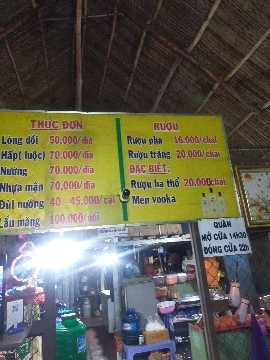 THỨC ĐƠN
Lòng dồi 50.000/dĩa
Hấp( luộc) 70.000/dĩa
Nướng 70.000/dĩa
Nhựa mận 70.000/dĩa
Đùi nướng 40 - 45.000/cái
Lẩu măng 100.000/nồi
RƯỢU
Rượu pha 16.000/chai
Rượu trắng 20.000/chai
ĐẶC BIỆT:
Rượu hạ thổ 20.000chai
Men vooka
QUÁN
MỞ CỬA 14h30
ĐÓNG CỬA 22h